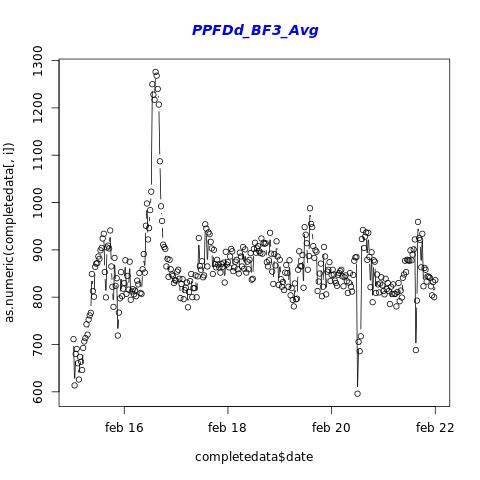 PPFDd_BF3_Avg
as.numeric(completedata[, i])
1300
1200
1100
1000
900
800
700
600
feb 16
feb 18
feb 20
feb 22
completedata$date